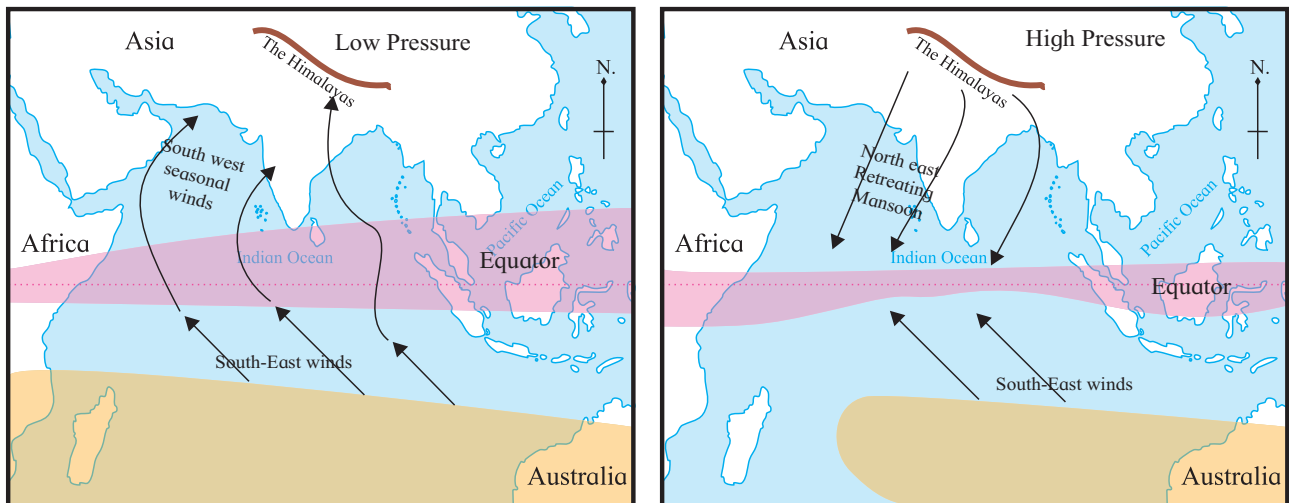 Asia
Low Pressure
The Himalayas
N.
South west
seasonal
winds
Africa
Pacific Ocean
Indian Ocean
Equator
South-East winds
Australia
Asia
High Pressure
The Himalayas
N.
North east
Retreating
Mansoon
Africa
Pacific Ocean
Indian Ocean
Equator
South-East winds
Australia